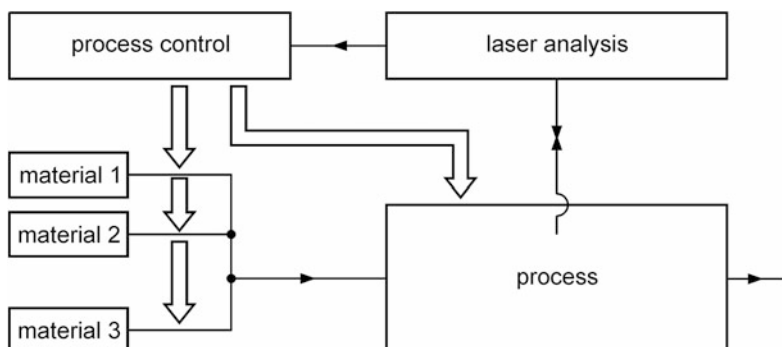 process control
laser analysis
material 1
material 2
process
material 3